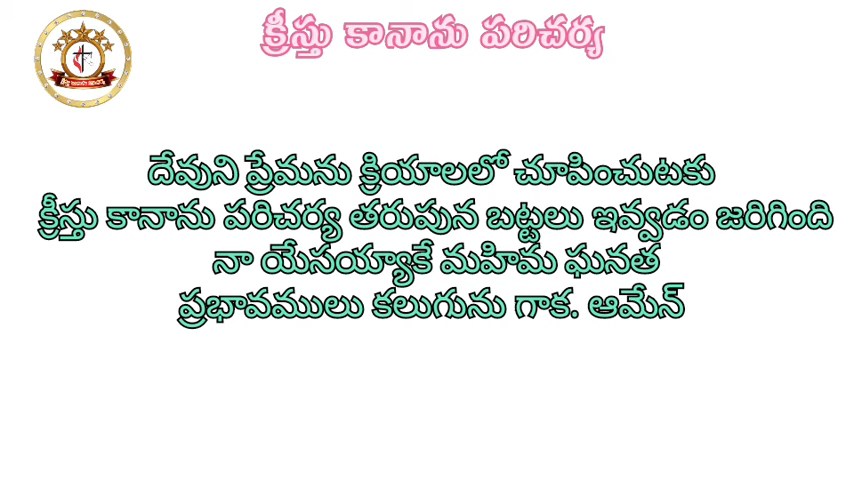 క్రీస్తు కానాను పరిచర్య
దేవుని ప్రేమను క్రియాలలో చూపించుటకు
క్రీస్తు కానాను పరిచర్య తరుపున బట్టలు ఇవ్వడం జరిగింది
నా యేసయ్యాకే మహిమ ఘనత
ప్రభావములు కలుగును గాక. ఆమేన్